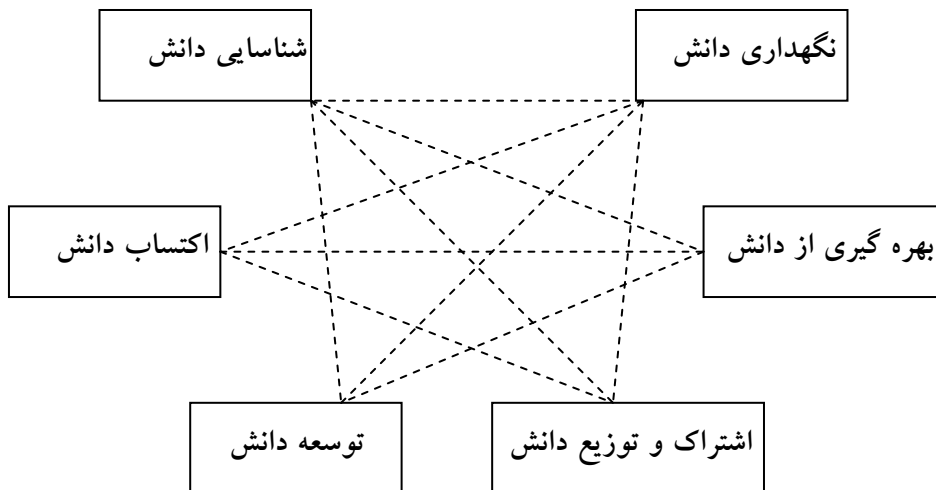 نگهداری دانش
شناسایی دانش
بهره گیری از دانش
اکتساب دانش
اشتراک و توزیع دانش
توسعه دانش